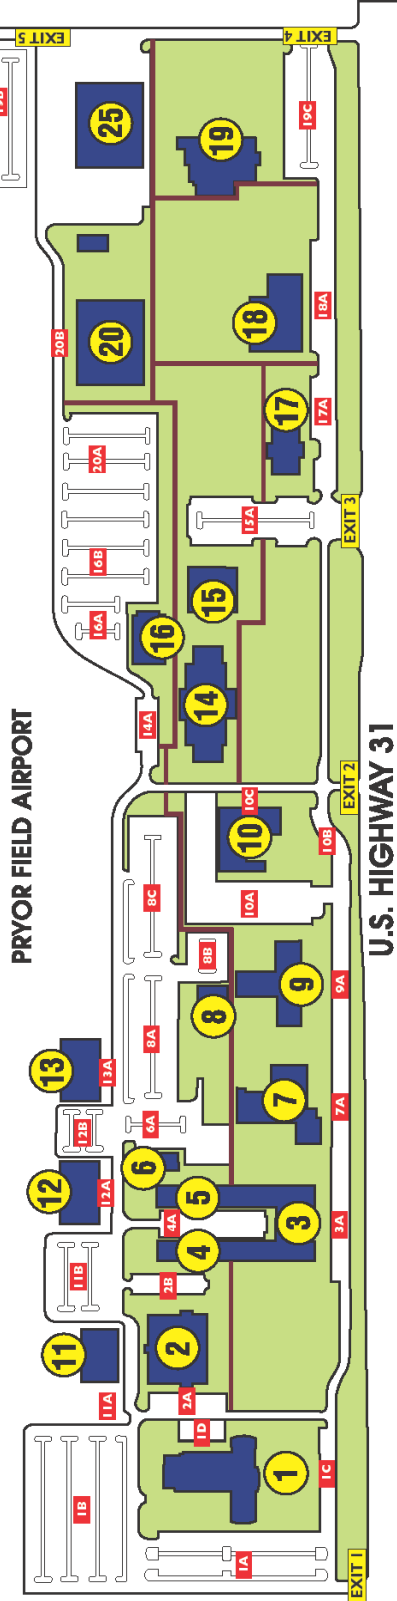 EXIT 5
EXIT 4
19B
25
19
19C
20
20B
18
18A
17
17A
20A
15A
EXIT 3
16B
15
16A
16
14
14A
PRYOR FIELD AIRPORT
U.S. HIGHWAY 31
EXIT 2
10C
10
10B
8C
10A
8B
9
9A
8
8A
13
13A
7
7A
6A
12B
6
12
12A
5
4A
3
3A
4
11B
2B
11
2
11A
2A
1D
1
1C
1B
1A
EXIT 1